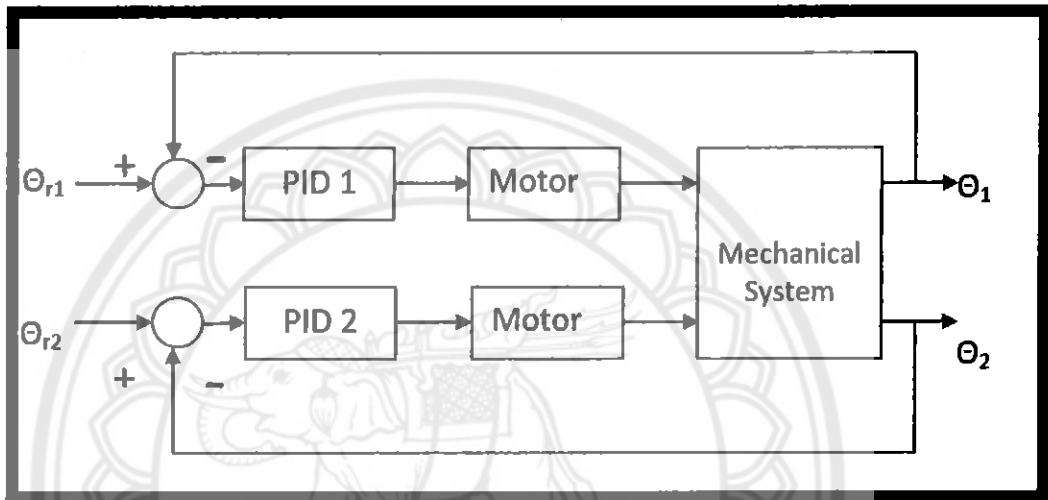 + −
Θr1 PID 1 Motor Θ1
Mechanical
System
Θr2 PID 2 Motor Θ2
+ −